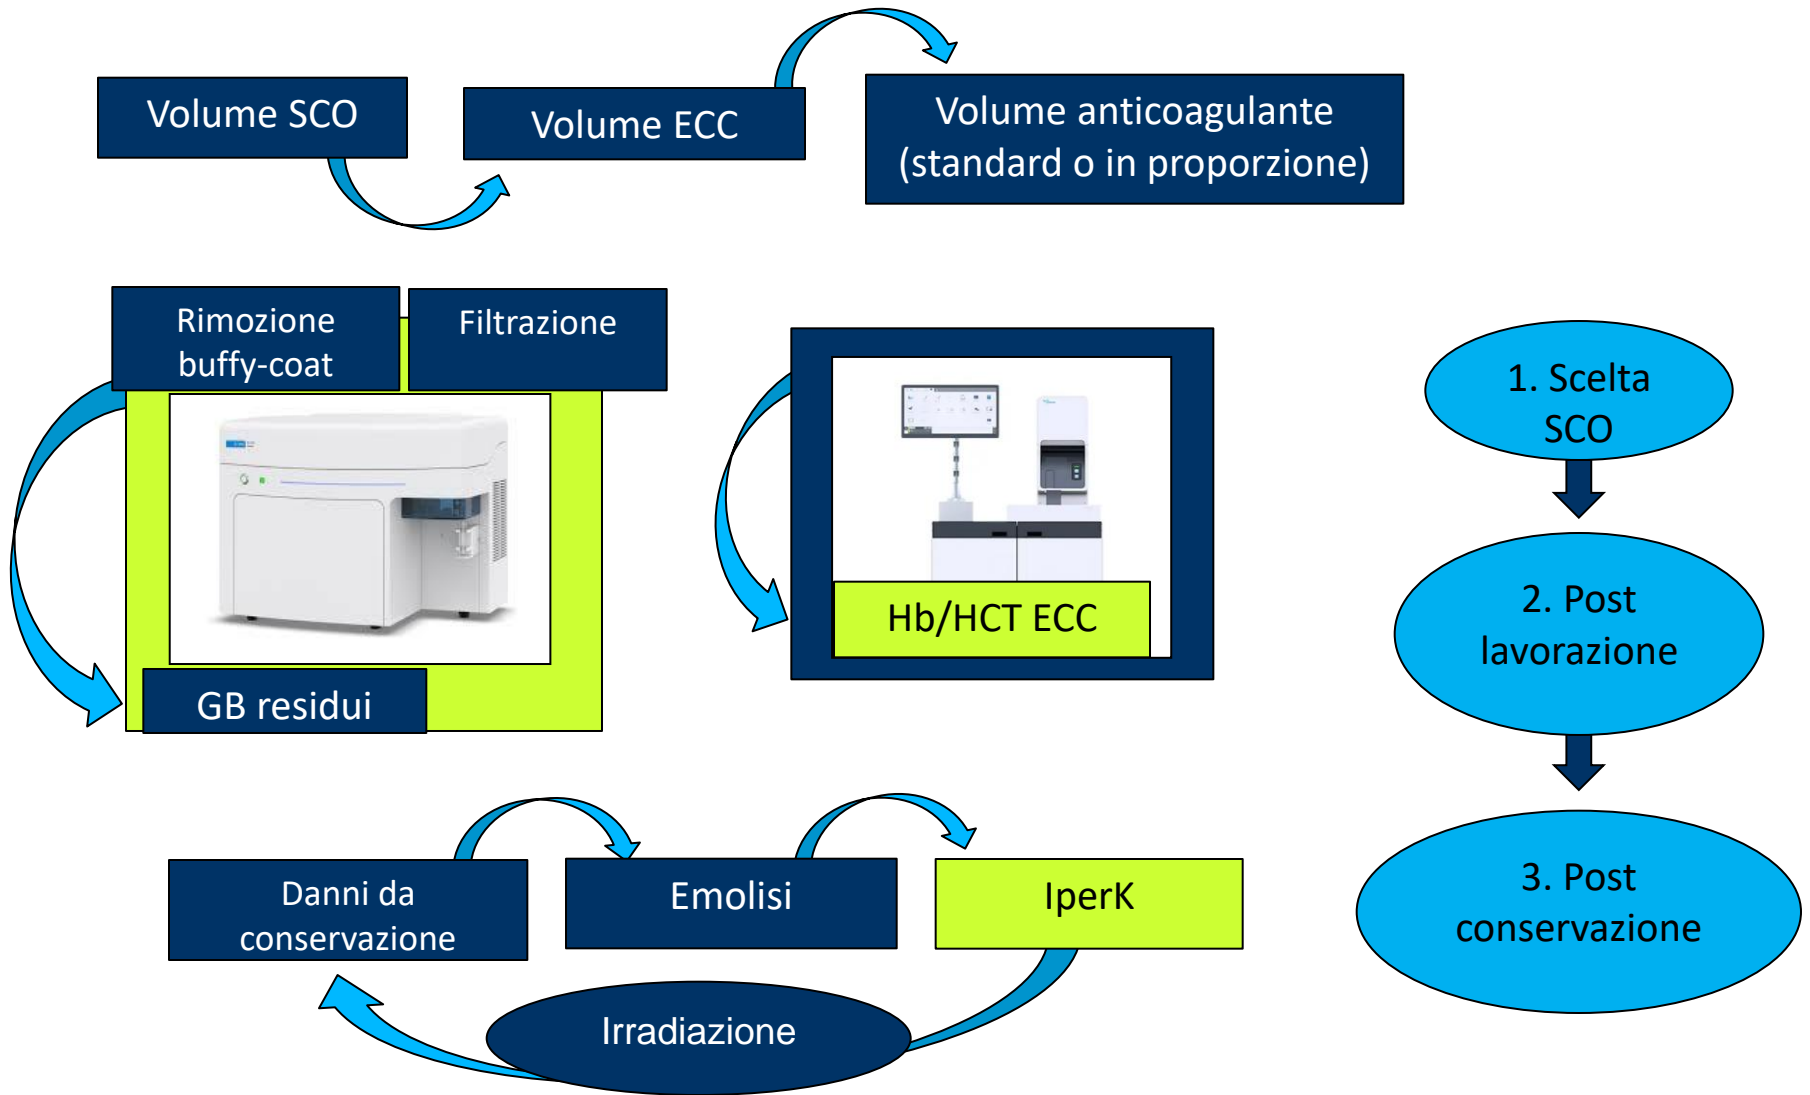 Volume SCO
Volume ECC
Volume anticoagulante
(standard o in proporzione)
Rimozione
buffy-coat
Filtrazione
GB residui
Hb/HCT ECC
1. Scelta
SCO
2. Post
lavorazione
3. Post
conservazione
Danni da
conservazione
Emolisi
IperK
Irradiazione